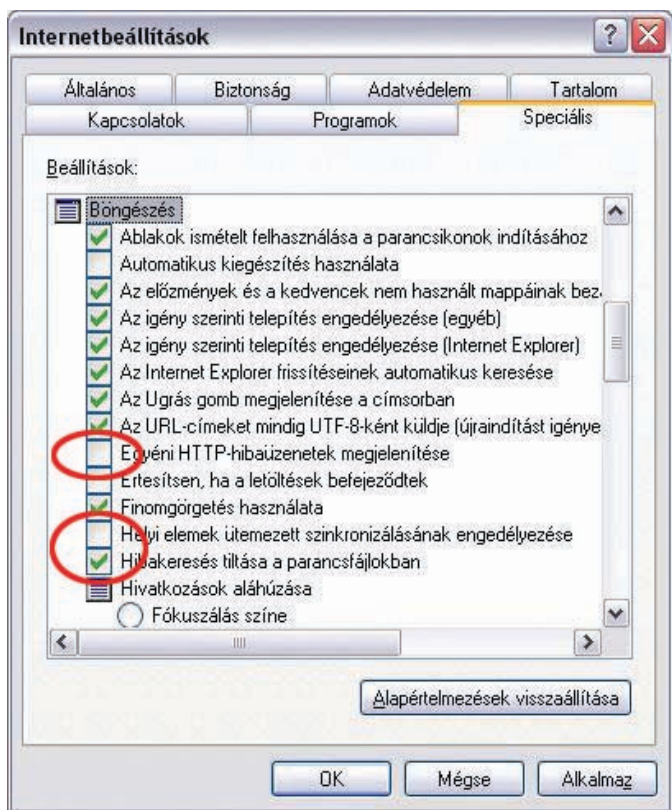 Internetbeállítások
Általános Biztonság Adatvédelem Tartalom
Kapcsolatok Programok Speciális
Beállítások:
Böngészés
Ablakok ismételt felhasználása a parancsikonok indításához
Automatikus kiegészítés használata
Az előzmények és a kedvencek nem használt mappáinak bez
Az igény szerinti telepítés engedélyezése (egyéb)
Az igény szerinti telepítés engedélyezése (Internet Explorer)
Az Internet Explorer frissítéseinek automatikus keresése
Az Ugrás gomb megjelenítése a címsorban
Az URL-címeket mindig UTF-8-ként küldje (újraindítást igénye
Egyéni HTTP-hibaüzenetek megjelenítése
Értesítsen, ha a letöltések befejeződtek
Finomgörgetés használata
Helyi elemek ütemezett szinkronizálásának engedélyezése
Hibakeresés tiltása a parancsfájlokban
Hivatkozások aláhúzása
Fókuszálás színe
Alapértelmezések visszaállítása
OK Mégse Alkalmaz